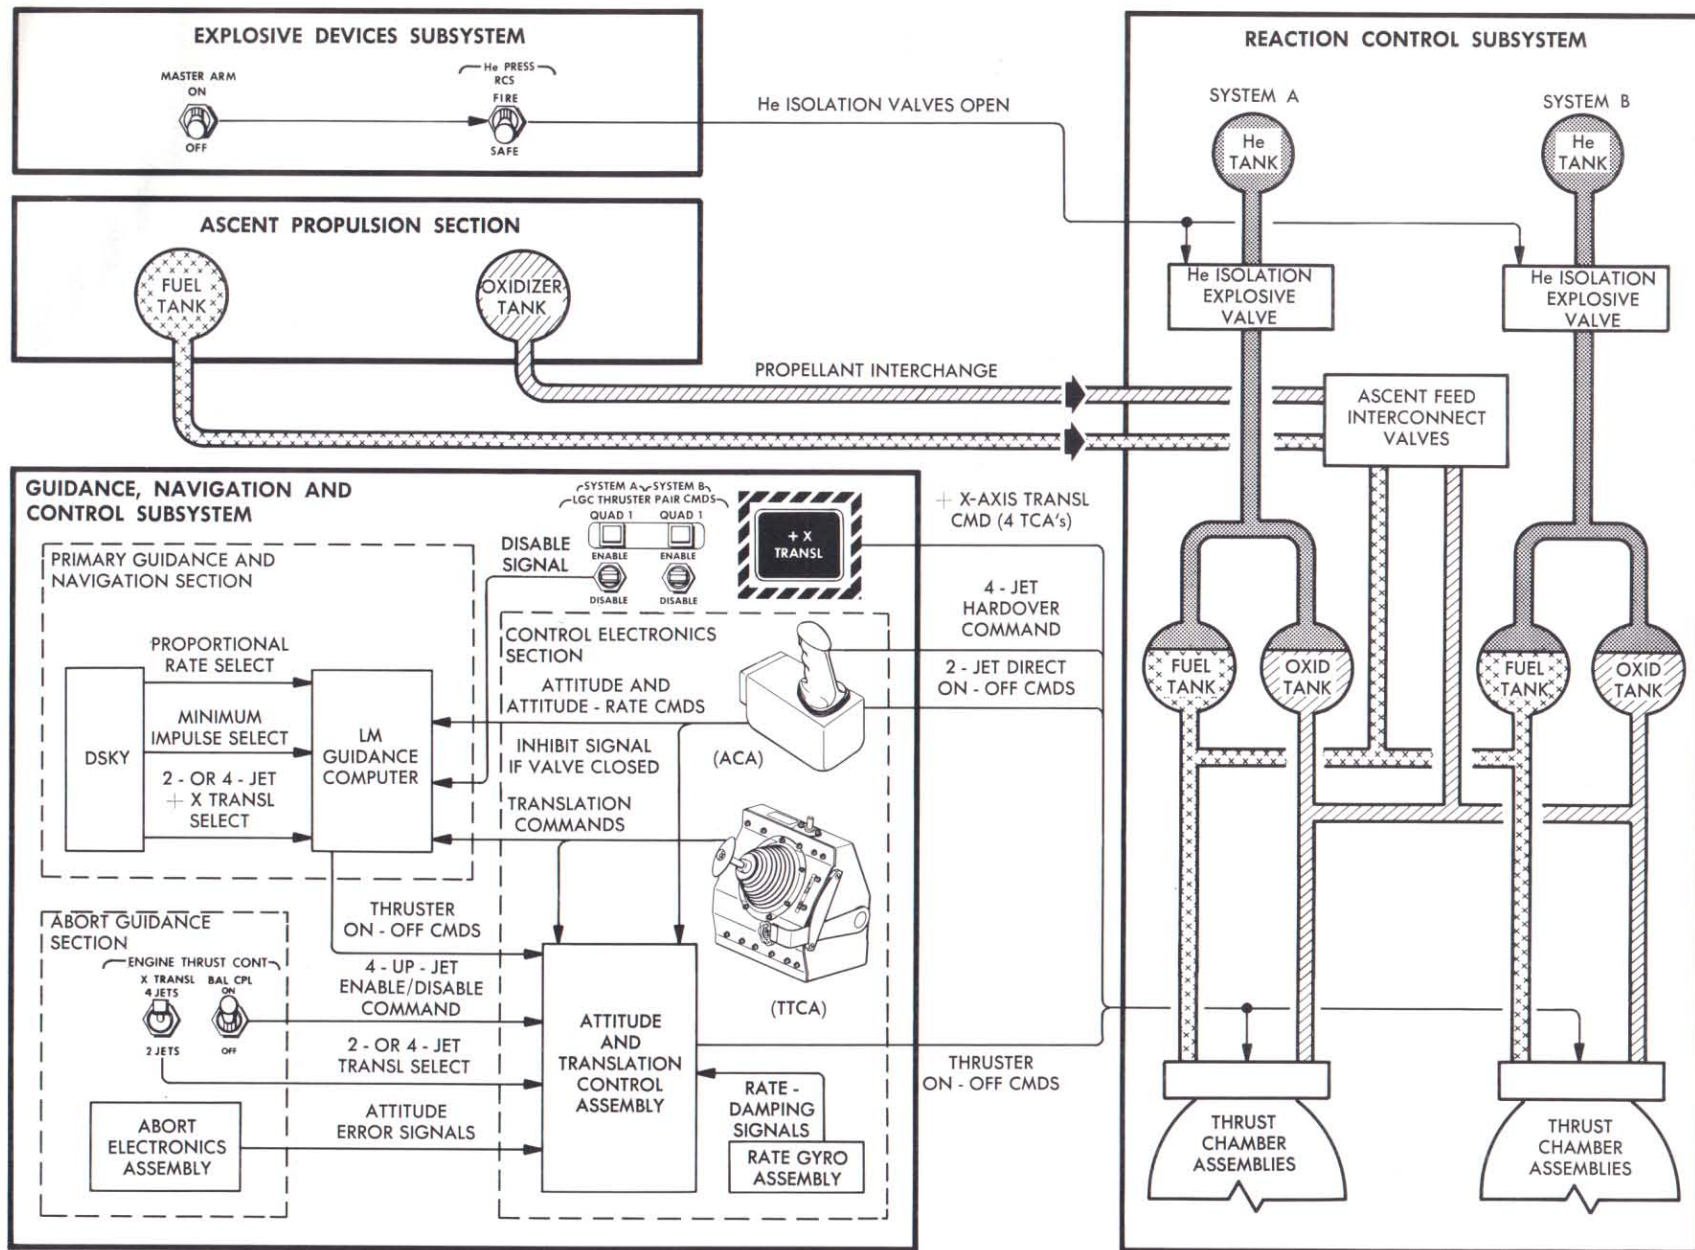 EXPLOSIVE DEVICES SUBSYSTEM
MASTER ARM
ON
OFF
He PRESS
RCS
FIRE
SAFE
He ISOLATION VALVES OPEN
ASCENT PROPULSION SECTION
FUEL
TANK
OXIDIZER
TANK
PROPELLANT INTERCHANGE
REACTION CONTROL SUBSYSTEM
SYSTEM A
He
TANK
SYSTEM B
He
TANK
He ISOLATION
EXPLOSIVE
VALVE
He ISOLATION
EXPLOSIVE
VALVE
ASCENT FEED
INTERCONNECT
VALVES
FUEL
TANK
OXID
TANK
FUEL
TANK
OXID
TANK
THRUST
CHAMBER
ASSEMBLIES
THRUST
CHAMBER
ASSEMBLIES
GUIDANCE, NAVIGATION AND
CONTROL SUBSYSTEM
SYSTEM A SYSTEM B
LGC THRUSTER PAIR CMDS
QUAD 1 QUAD 1
ENABLE ENABLE
DISABLE DISABLE
DISABLE
SIGNAL
+ X
TRANSL
+ X-AXIS TRANSL
CMD (4 TCA's)
4 - JET
HARDOVER
COMMAND
2 - JET DIRECT
ON - OFF CMDS
PRIMARY GUIDANCE AND
NAVIGATION SECTION
PROPORTIONAL
RATE SELECT
MINIMUM
IMPULSE SELECT
2 - OR 4 - JET
+ X TRANSL
SELECT
DSKY
LM
GUIDANCE
COMPUTER
CONTROL ELECTRONICS
SECTION
ATTITUDE AND
ATTITUDE - RATE CMDS
INHIBIT SIGNAL
IF VALVE CLOSED
TRANSLATION
COMMANDS
(ACA)
(TTCA)
THRUSTER
ON - OFF CMDS
ABORT GUIDANCE
SECTION
ENGINE THRUST CONT
X TRANSL
4 JETS
2 JETS
BAL CPL
ON
OFF
4 - UP - JET
ENABLE/DISABLE
COMMAND
2 - OR 4 - JET
TRANSL SELECT
ATTITUDE
ERROR SIGNALS
ABORT
ELECTRONICS
ASSEMBLY
ATTITUDE
AND
TRANSLATION
CONTROL
ASSEMBLY
RATE -
DAMPING
SIGNALS
RATE GYRO
ASSEMBLY
THRUSTER
ON - OFF CMDS